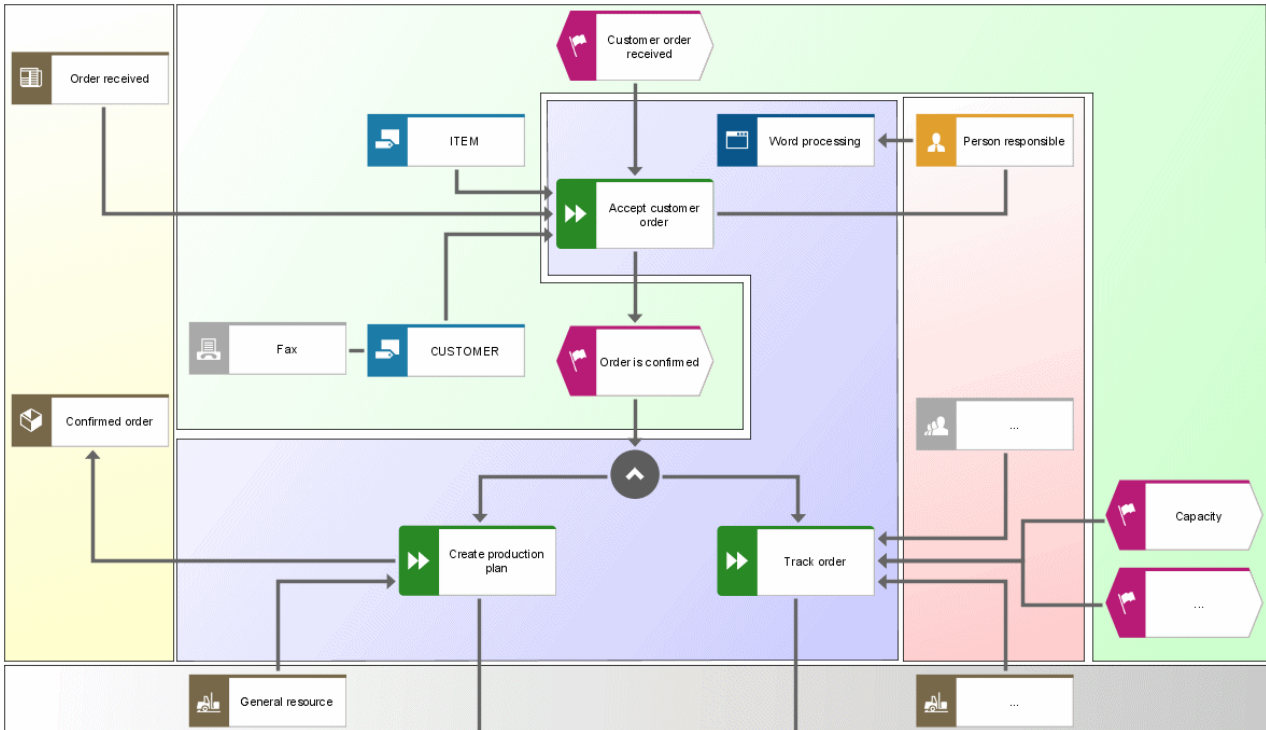 Customer order
received
Order received
ITEM
Word processing
Person responsible
Accept customer
order
Fax
CUSTOMER
Order is confirmed
Confirmed order
...
Capacity
Create production
plan
Track order
...
General resource
...